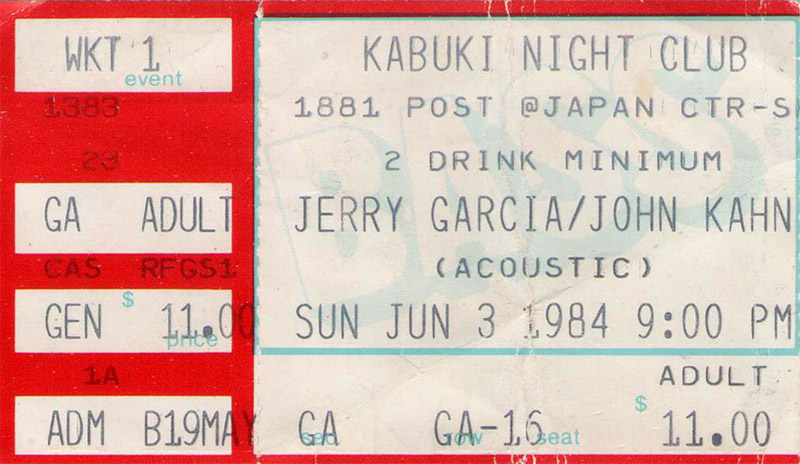 WKT 1
event
1383
23
GA ADULT
CAS RFGS1
$
GEN 11.00
price
1A
ADM B19MAY
BASS®
KABUKI NIGHT CLUB
1881 POST @JAPAN CTR-S
2 DRINK MINIMUM
JERRY GARCIA/JOHN KAHN
(ACOUSTIC)
SUN JUN 3 1984 9:00 PM
ADULT
GA GA-16 $ 11.00
sec row seat